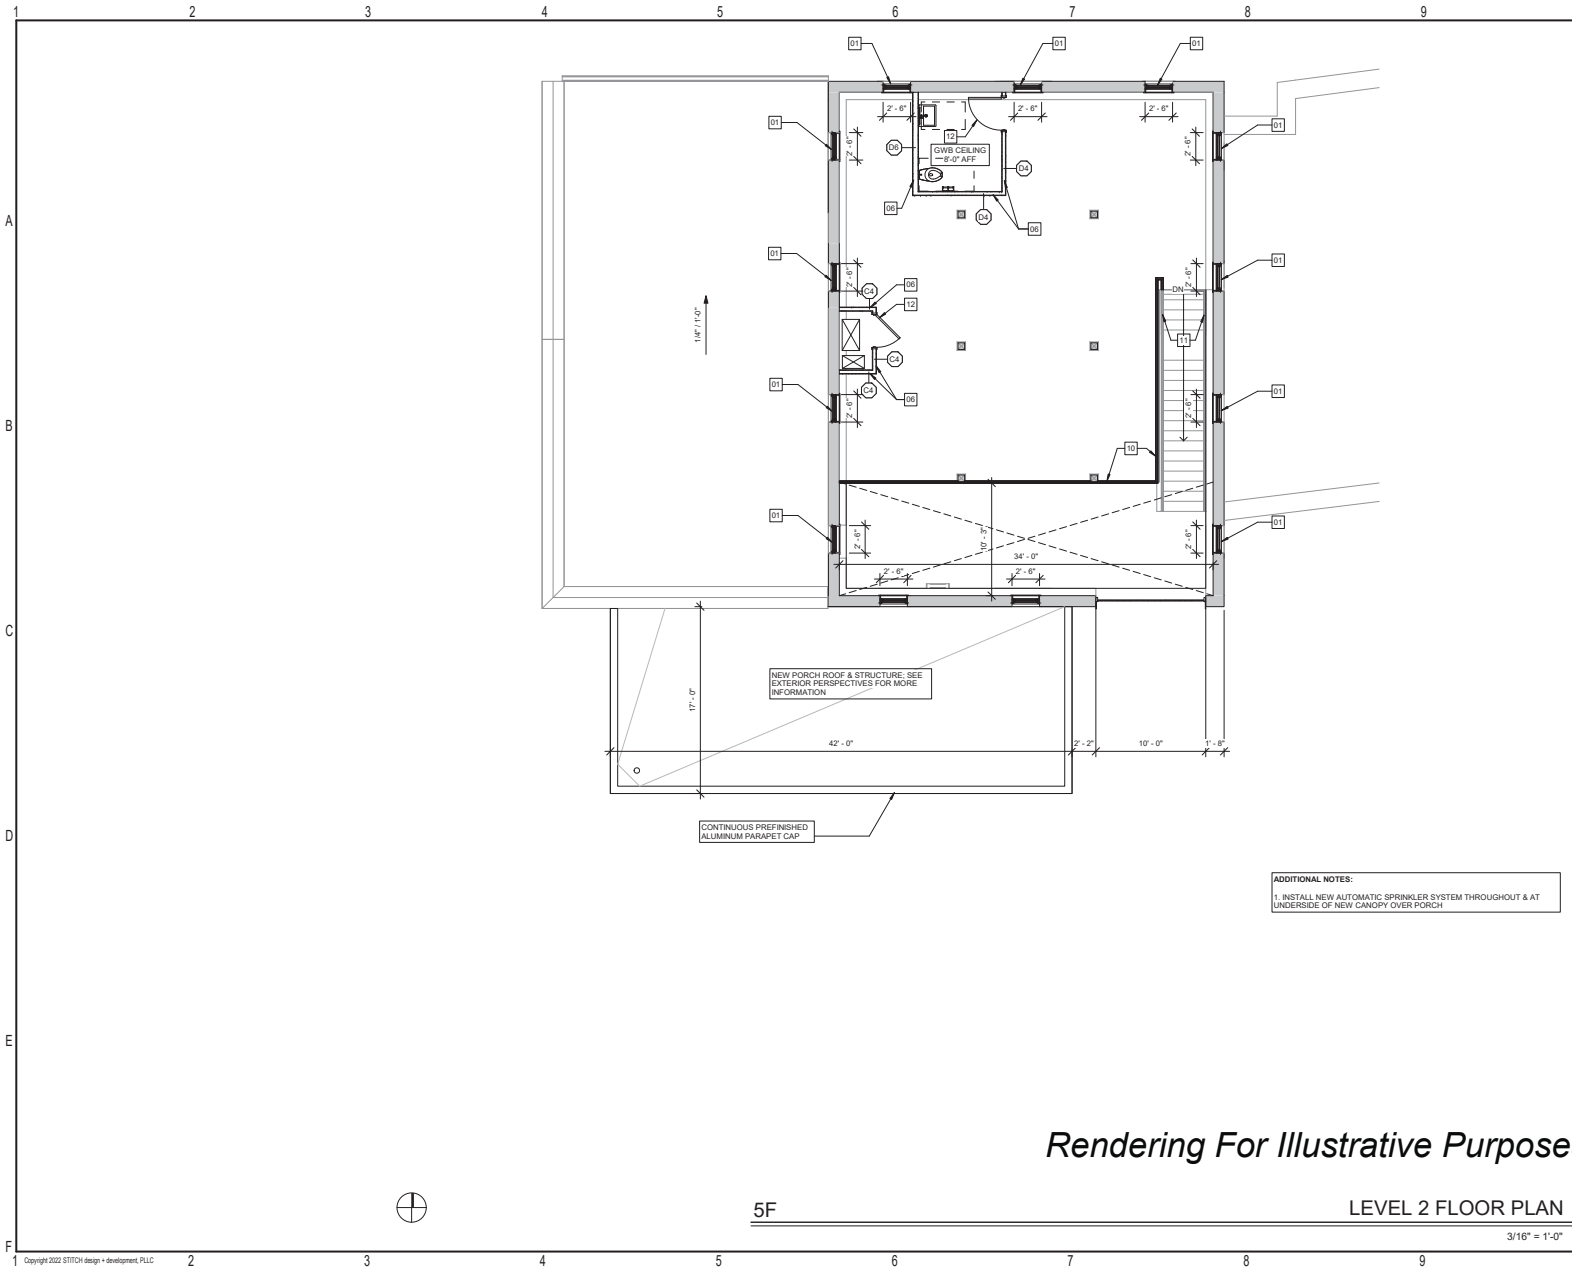 1 2 3 4 5 6 7 8 9
01 01 01
2' - 6" 2' - 6" 2' - 6"
01 01
2' - 6" 2' - 6"
12
D6
GWB CEILING
8'-0" AFF
D4
06
D4
06
A
01 01
2' - 6" 2' - 6"
C4
06
DN
12
1/4" / 1'-0"
11
C4
01 01
C4
06
2' - 6" 2' - 6"
B
10
01 01
2' - 6" 2' - 6"
10' - 3"
34' - 0"
2' - 6" 2' - 6"
C
NEW PORCH ROOF & STRUCTURE; SEE
EXTERIOR PERSPECTIVES FOR MORE
INFORMATION
17' - 0"
42' - 0" 2' - 2" 10' - 0" 1' - 8"
CONTINUOUS PREFINISHED
ALUMINUM PARAPET CAP
D
ADDITIONAL NOTES:
1. INSTALL NEW AUTOMATIC SPRINKLER SYSTEM THROUGHOUT & AT
UNDERSIDE OF NEW CANOPY OVER PORCH
E
Rendering For Illustrative Purpose
5F LEVEL 2 FLOOR PLAN
3/16" = 1'-0"
F
1 Copyright 2022 STITCH design + development, PLLC 2 3 4 5 6 7 8 9